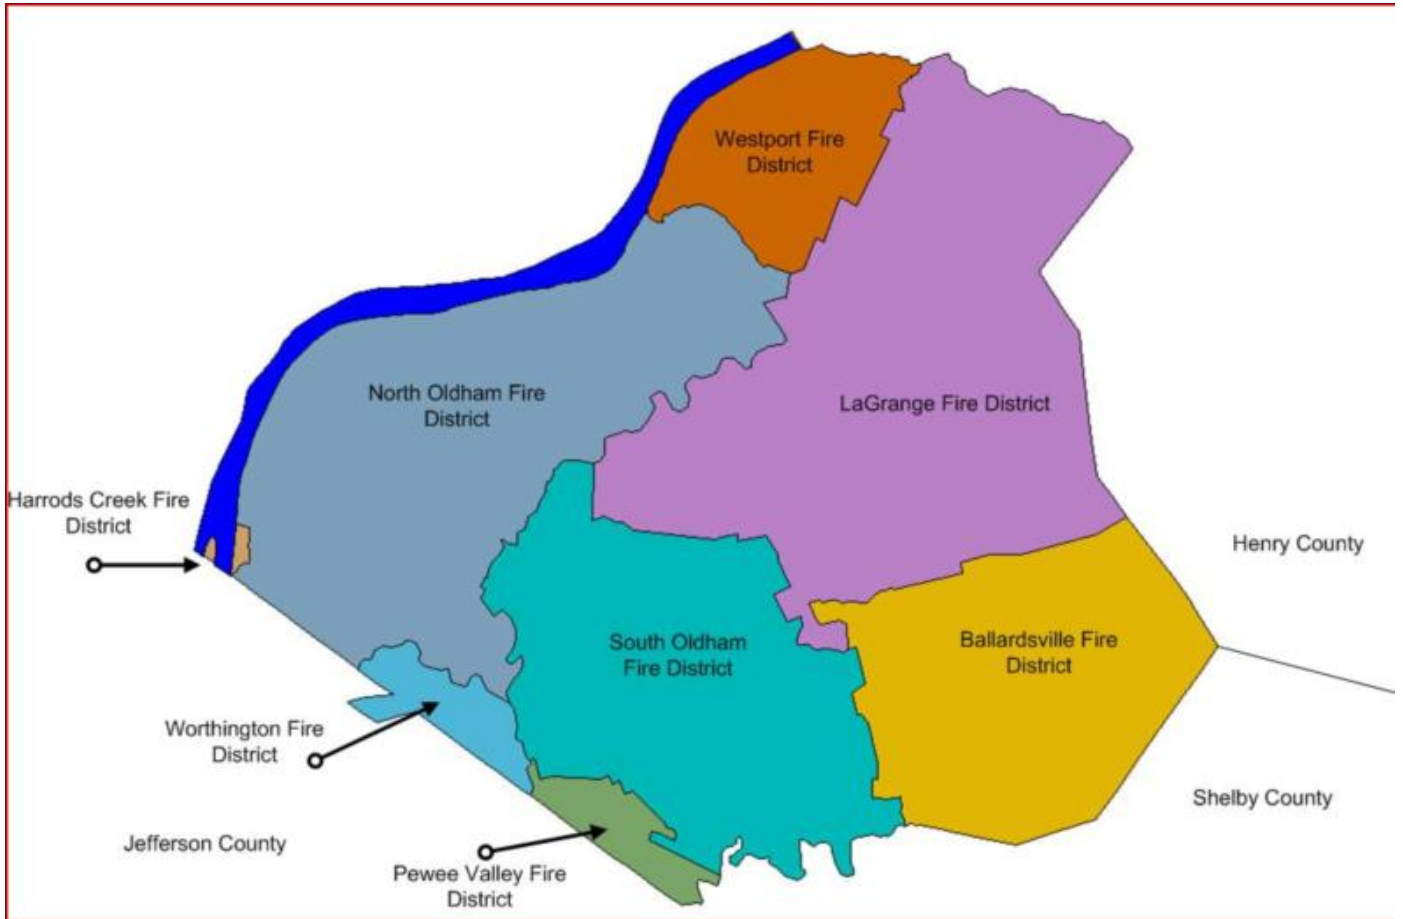 Westport Fire
District
North Oldham Fire
District
LaGrange Fire District
Harrods Creek Fire
District
Henry County
South Oldham
Fire District
Ballardsville Fire
District
Worthington Fire
District
Shelby County
Jefferson County
Pewee Valley Fire
District